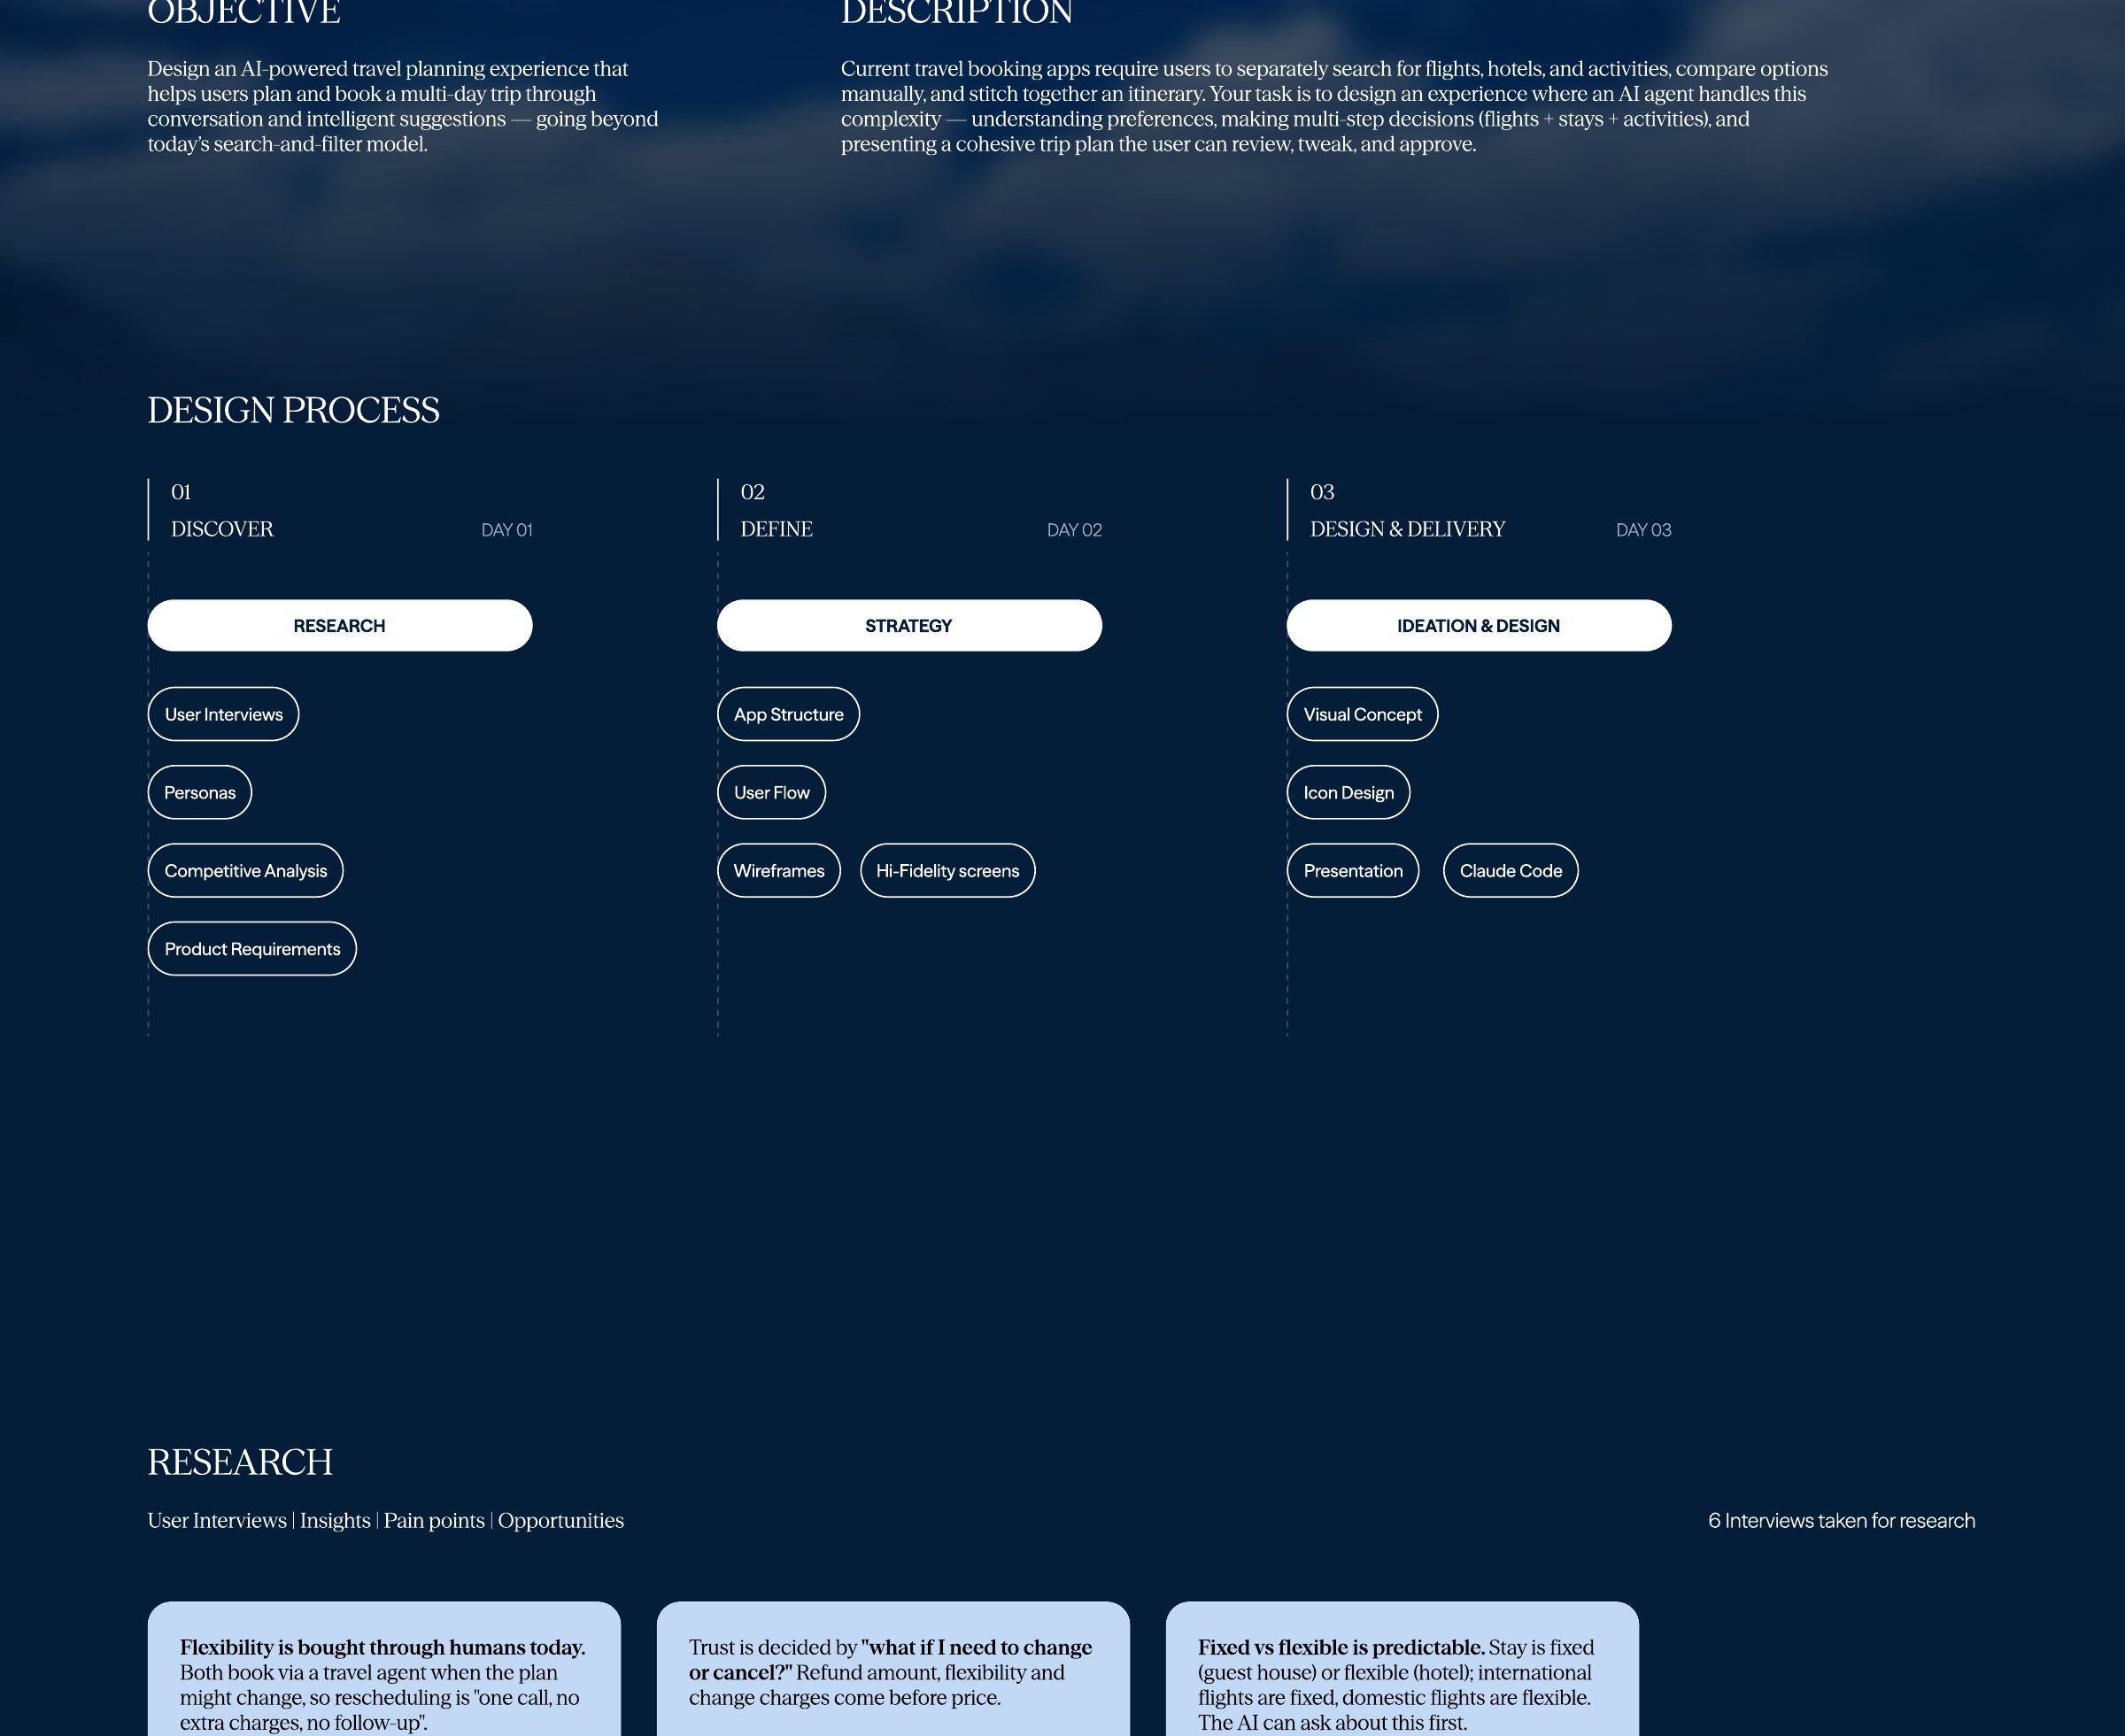 OBJECTIVE
Design an AI-powered travel planning experience that
helps users plan and book a multi-day trip through
conversation and intelligent suggestions — going beyond
today's search-and-filter model.
DESCRIPTION
Current travel booking apps require users to separately search for flights, hotels, and activities, compare options
manually, and stitch together an itinerary. Your task is to design an experience where an AI agent handles this
complexity — understanding preferences, making multi-step decisions (flights + stays + activities), and
presenting a cohesive trip plan the user can review, tweak, and approve.
DESIGN PROCESS
01
DISCOVER DAY 01
RESEARCH
User Interviews
Personas
Competitive Analysis
Product Requirements
02
DEFINE DAY 02
STRATEGY
App Structure
User Flow
Wireframes Hi-Fidelity screens
03
DESIGN & DELIVERY DAY 03
IDEATION & DESIGN
Visual Concept
Icon Design
Presentation Claude Code
RESEARCH
User Interviews | Insights | Pain points | Opportunities
6 Interviews taken for research
Flexibility is bought through humans today.
Both book via a travel agent when the plan
might change, so rescheduling is "one call, no
extra charges, no follow-up".
Trust is decided by "what if I need to change
or cancel?" Refund amount, flexibility and
change charges come before price.
Fixed vs flexible is predictable. Stay is fixed
(guest house) or flexible (hotel); international
flights are fixed, domestic flights are flexible.
The AI can ask about this first.